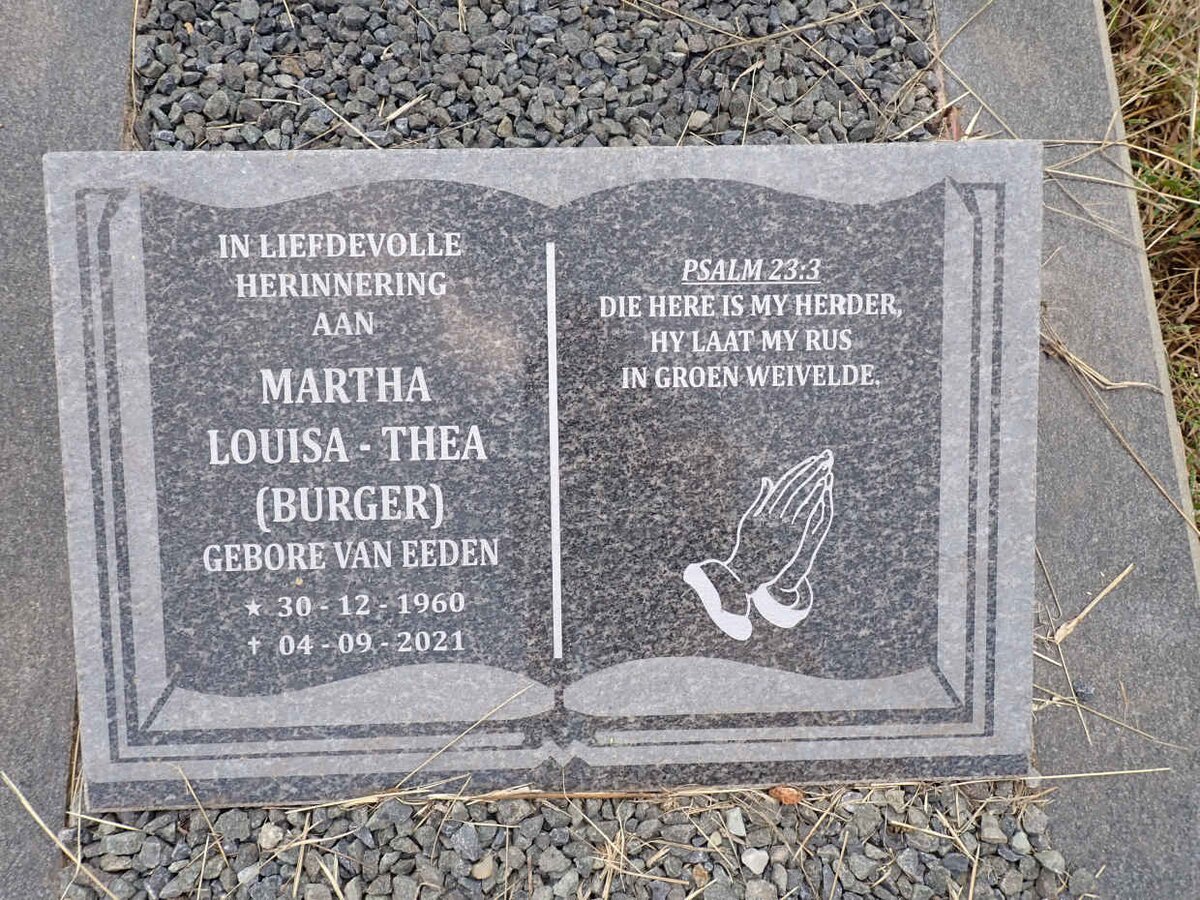 IN LIEFDEVOLLE
HERINNERING
AAN
MARTHA
LOUISA - THEA
(BURGER)
GEBORE VAN EEDEN
★ 30 - 12 - 1960
† 04 - 09 - 2021
PSALM 23:3
DIE HERE IS MY HERDER,
HY LAAT MY RUS
IN GROEN WEIVELDE.